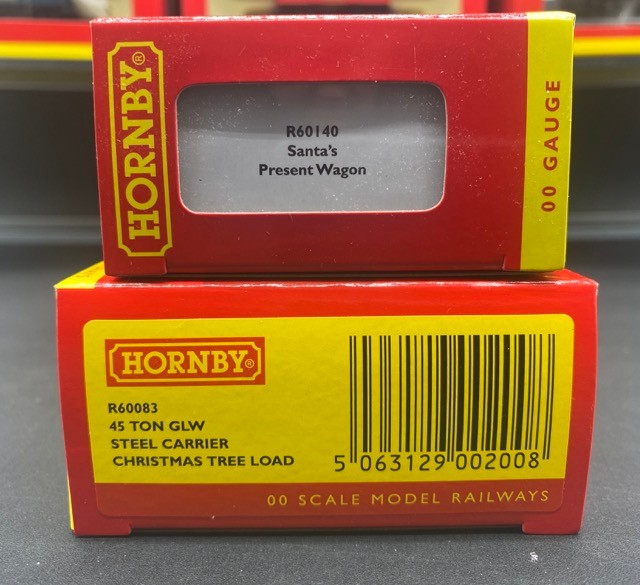 HORNBY®
R60140
Santa's
Present Wagon
00 GAUGE
HORNBY®
R60083
45 TON GLW
STEEL CARRIER
CHRISTMAS TREE LOAD
5 063129 002008
00 SCALE MODEL RAILWAYS